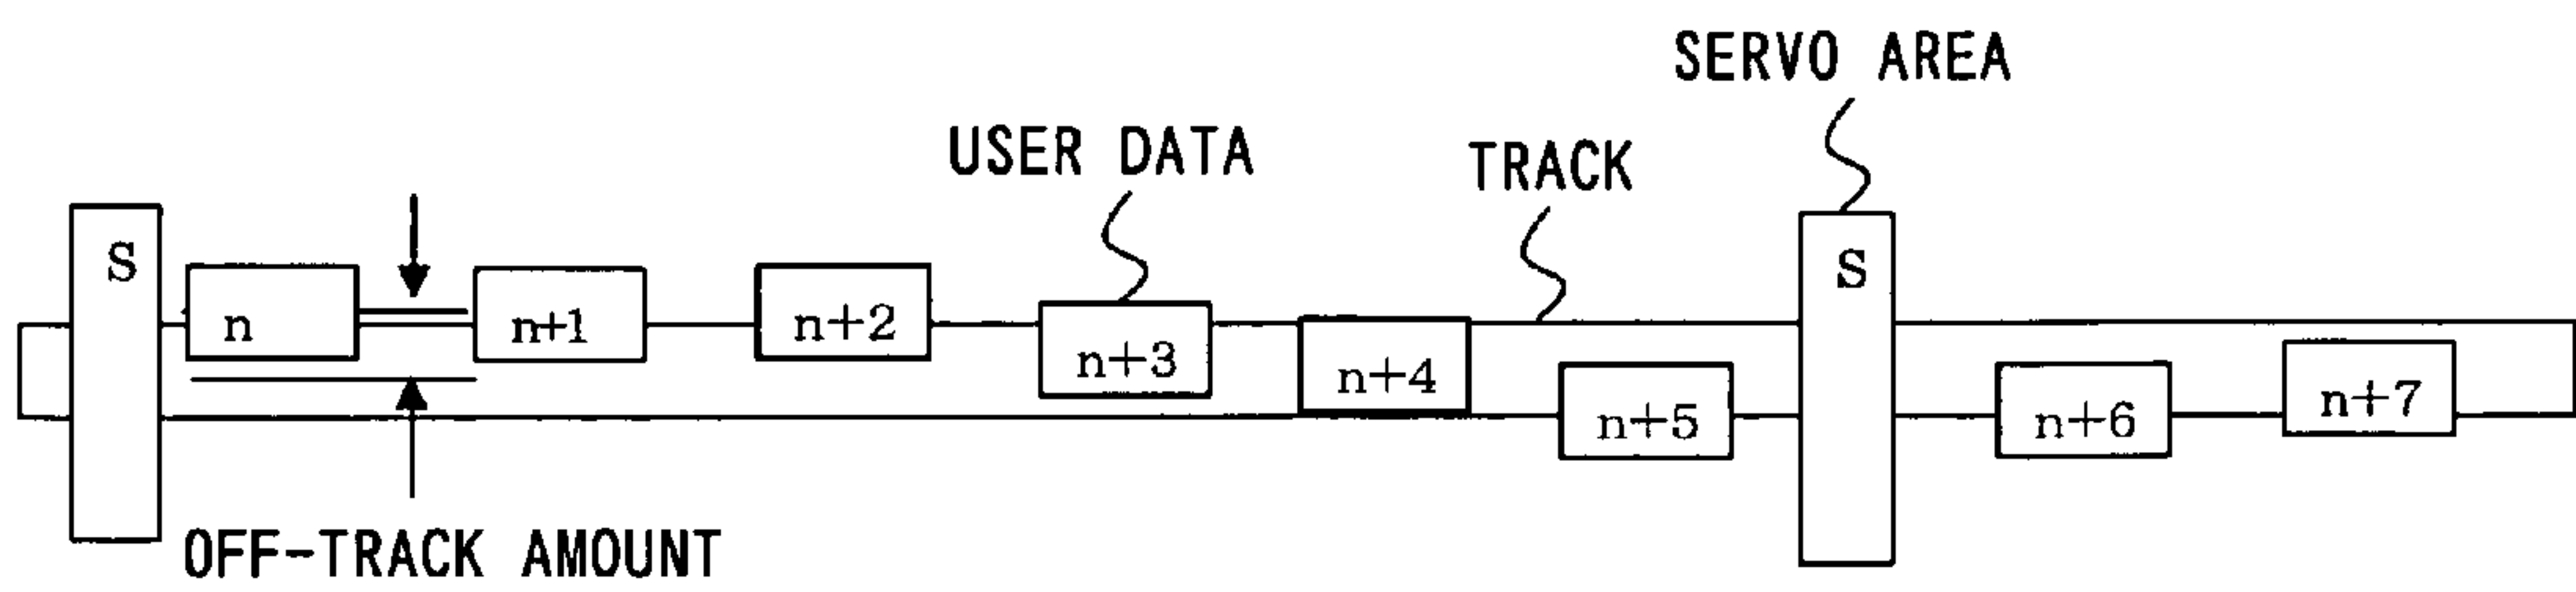 SERVO AREA
USER DATA
TRACK
S
S
n
n+1
n+2
n+3
n+4
n+5
n+6
n+7
OFF-TRACK AMOUNT